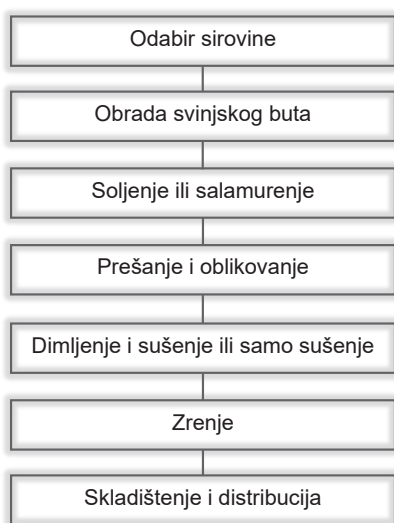 Odabir sirovine
Obrada svinjskog buta
Soljenje ili salamurenje
Prešanje i oblikovanje
Dimljenje i sušenje ili samo sušenje
Zrenje
Skladištenje i distribucija